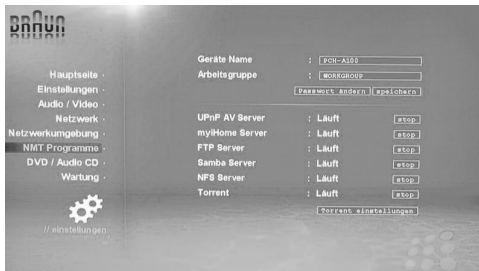 BRAUN
Geräte Name : PCH-A100
Arbeitsgruppe : WORKGROUP
Passwort ändern speichern
Hauptseite
Einstellungen
Audio / Video
Netzwerk
Netzwerkumgebung
NMT Programme
DVD / Audio CD
Wartung
// einstellungen
UPnP AV Server : Läuft stop
myiHome Server : Läuft stop
FTP Server : Läuft stop
Samba Server : Läuft stop
NFS Server : Läuft stop
Torrent : Läuft stop
Torrent einstellungen